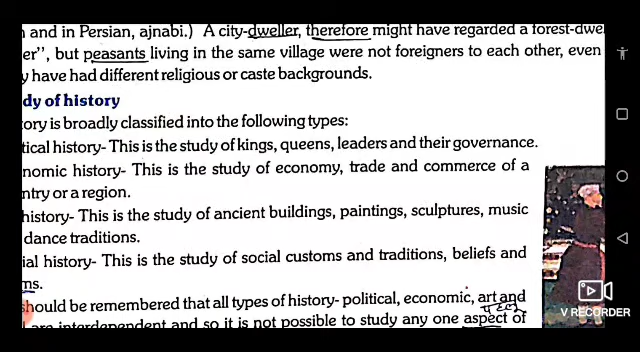 and in Persian, ajnabi.) A city-dweller, therefore might have regarded a forest-dwe
er”, but peasants living in the same village were not foreigners to each other, even
y have had different religious or caste backgrounds.
dy of history
ory is broadly classified into the following types:
tical history- This is the study of kings, queens, leaders and their governance.
nomic history- This is the study of economy, trade and commerce of a
ntry or a region.
history- This is the study of ancient buildings, paintings, sculptures, music
dance traditions.
ial history- This is the study of social customs and traditions, beliefs and
ns.
should be remembered that all types of history- political, economic, art and
are interdependent and so it is not possible to study any one aspect of
V RECORDER